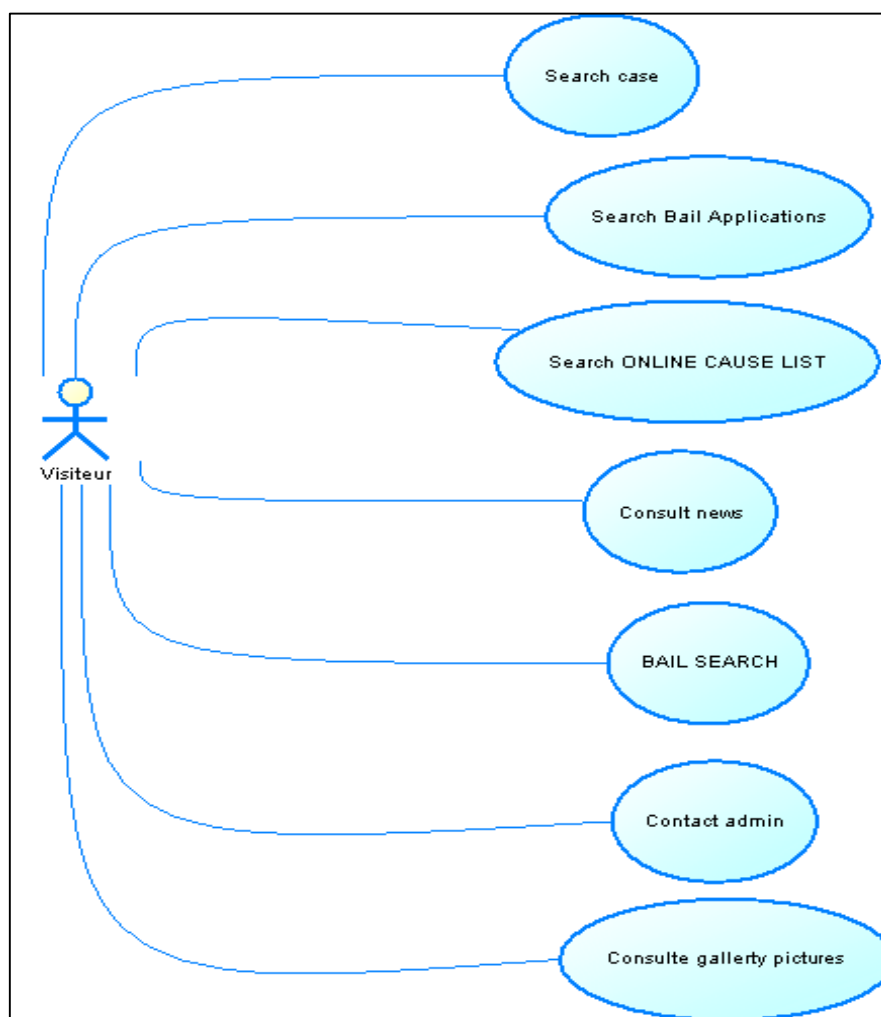 Search case
Search Bail Applications
Search ONLINE CAUSE LIST
Visiteur
Consult news
BAIL SEARCH
Contact admin
Consulte gallerty pictures